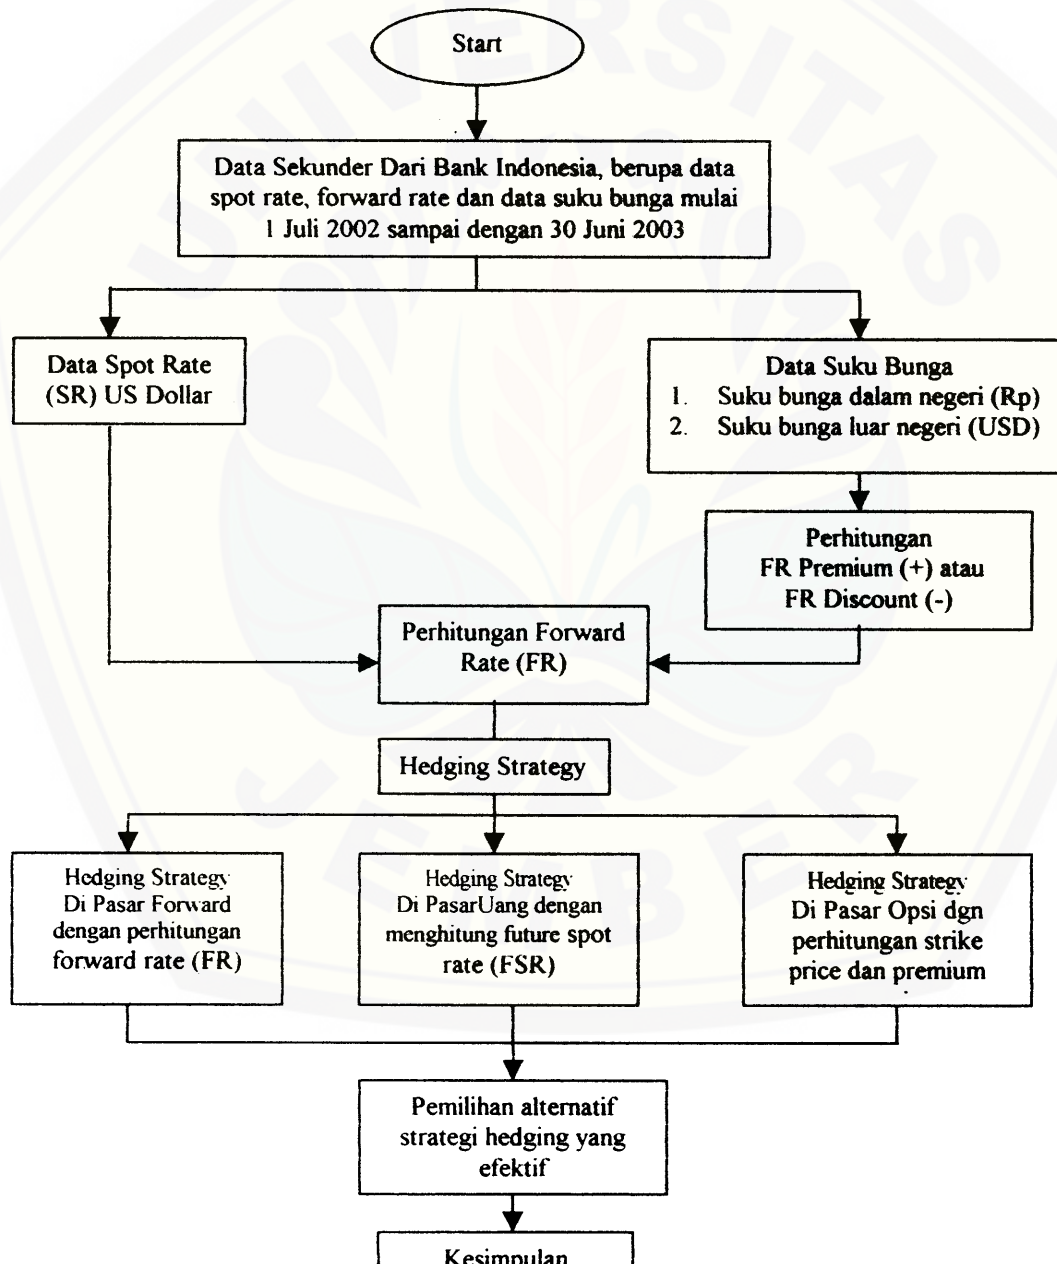 Start
Data Sekunder Dari Bank Indonesia, berupa data
spot rate, forward rate dan data suku bunga mulai
1 Juli 2002 sampai dengan 30 Juni 2003
Data Spot Rate
(SR) US Dollar
Data Suku Bunga
1. Suku bunga dalam negeri (Rp)
2. Suku bunga luar negeri (USD)
Perhitungan
FR Premium (+) atau
FR Discount (-)
Perhitungan Forward
Rate (FR)
Hedging Strategy
Hedging Strategy
Di Pasar Forward
dengan perhitungan
forward rate (FR)
Hedging Strategy
Di PasarUang dengan
menghitung future spot
rate (FSR)
Hedging Strategy
Di Pasar Opsi dgn
perhitungan strike
price dan premium
Pemilihan alternatif
strategi hedging yang
efektif
Kesimpulan
UNIVERSITAS
JEMBER